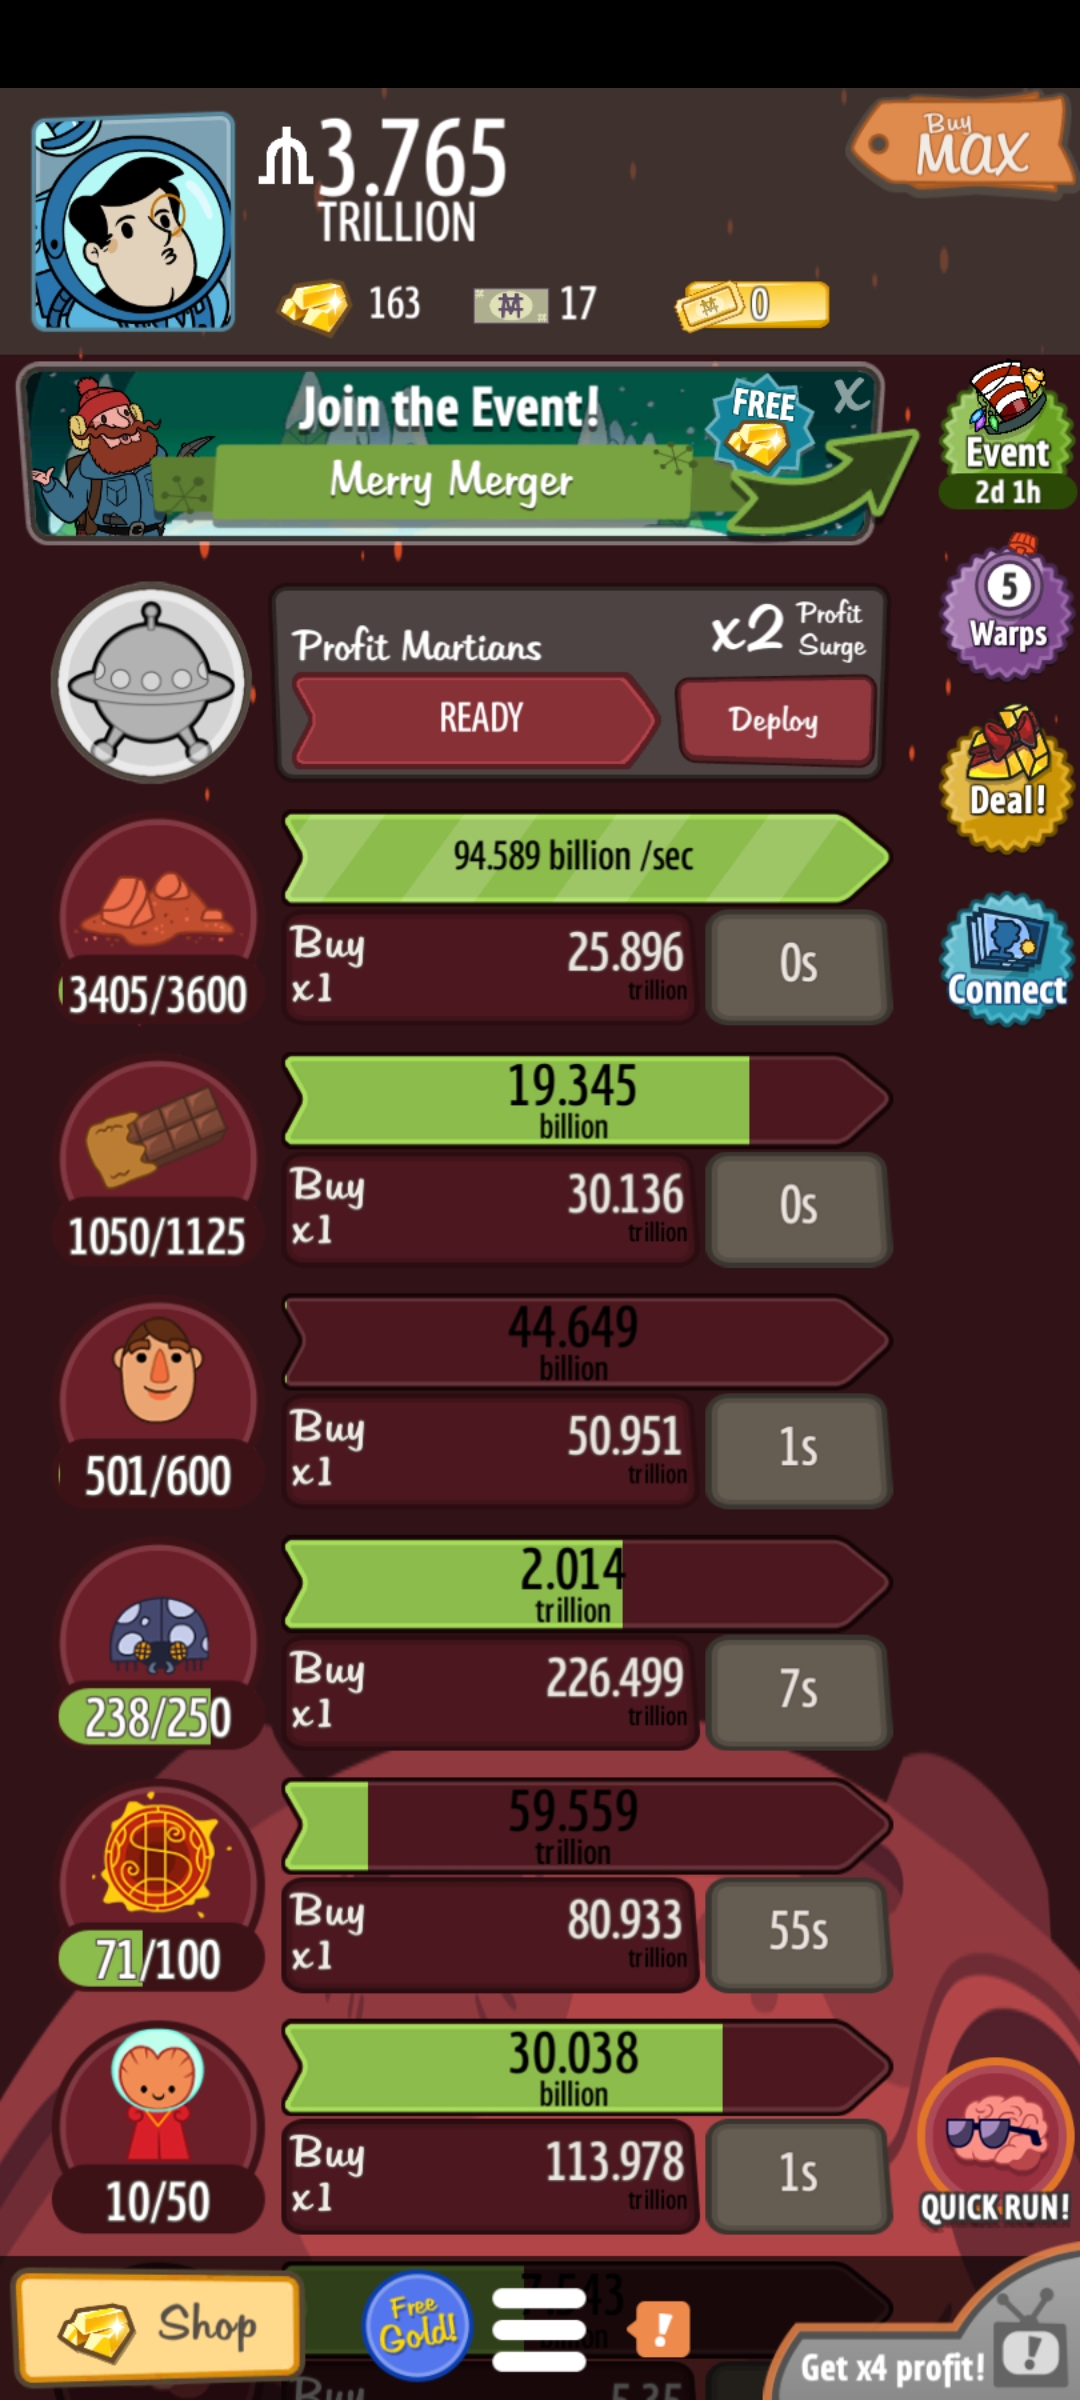 3.765
TRILLION
Buy
MAX
163
17
0
Join the Event!
Merry Merger
FREE
X
Event
2d 1h
5
Warps
Deal!
Connect
Profit Martians
x2 Profit
Surge
READY
Deploy
94.589 billion /sec
3405/3600
Buy
x1
25.896
trillion
0s
19.345
billion
1050/1125
Buy
x1
30.136
trillion
0s
44.649
billion
501/600
Buy
x1
50.951
trillion
1s
2.014
trillion
238/250
Buy
x1
226.499
trillion
7s
59.559
trillion
71/100
Buy
x1
80.933
trillion
55s
30.038
billion
10/50
Buy
x1
113.978
trillion
1s
QUICK RUN!
Shop
Free
Gold!
!
Get x4 profit!
!
Buy